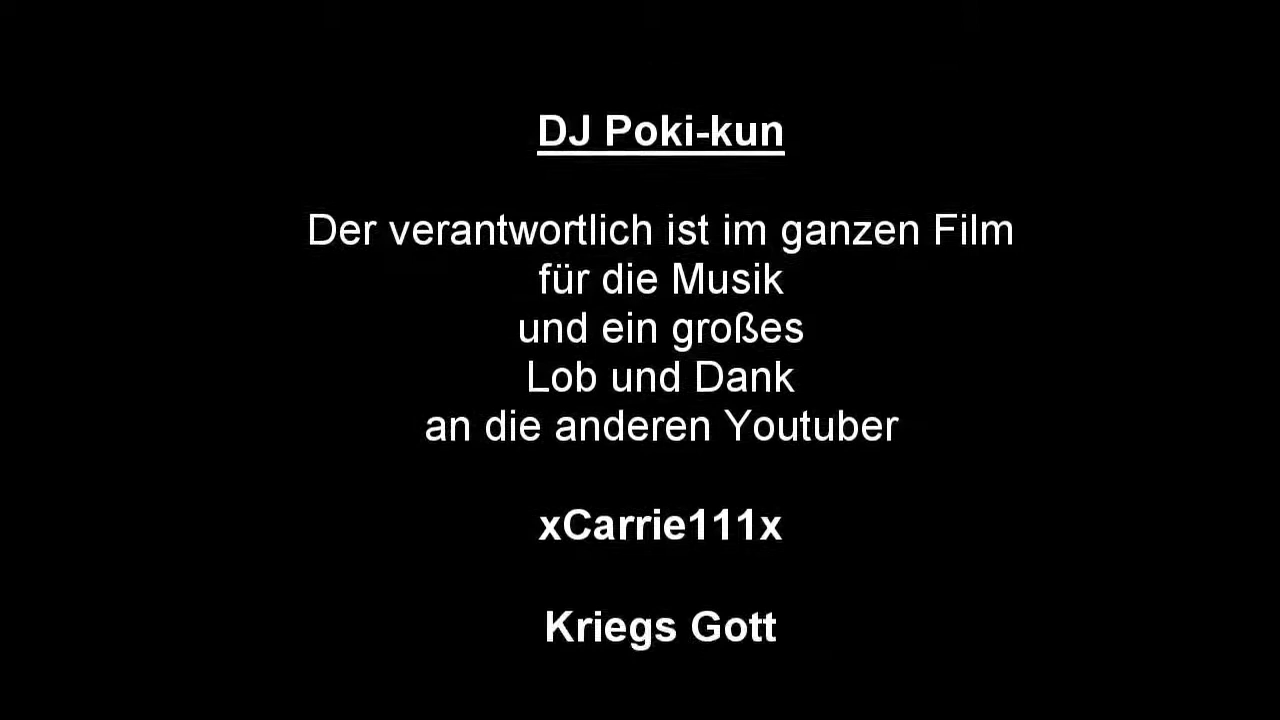 DJ Poki-kun
Der verantwortlich ist im ganzen Film
für die Musik
und ein großes
Lob und Dank
an die anderen Youtuber
xCarrie111x
Kriegs Gott